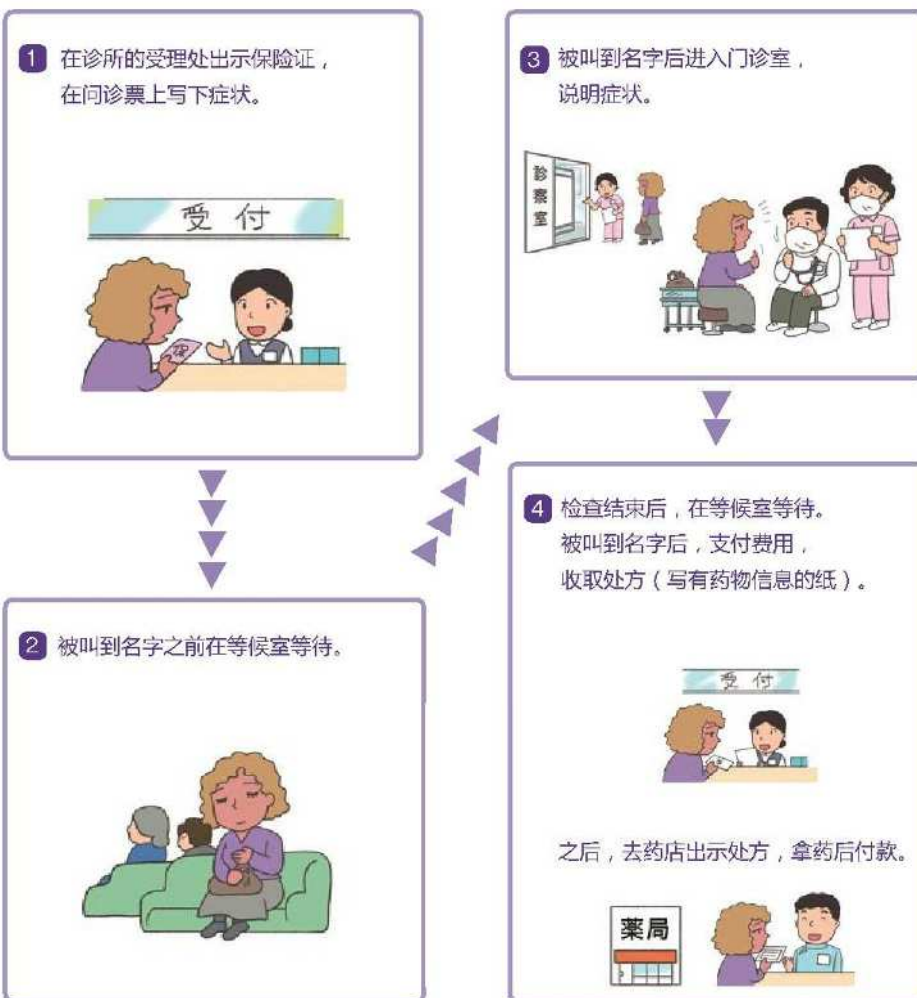 1 在诊所的受理处出示保险证，
在问诊票上写下症状。
受付
2 被叫到名字之前在等候室等待。
3 被叫到名字后进入门诊室，
说明症状。
診察室
4 检查结束后，在等候室等待。
被叫到名字后，支付费用，
收取处方（写有药物信息的纸）。
受付
之后，去药店出示处方，拿药后付款。
薬局